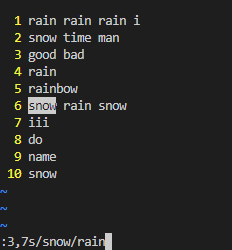 1 rain rain rain i
2 snow time man
3 good bad
4 rain
5 rainbow
6 snow rain snow
7 iii
8 do
9 name
10 snow
~
~
~
:3,7s/snow/rain